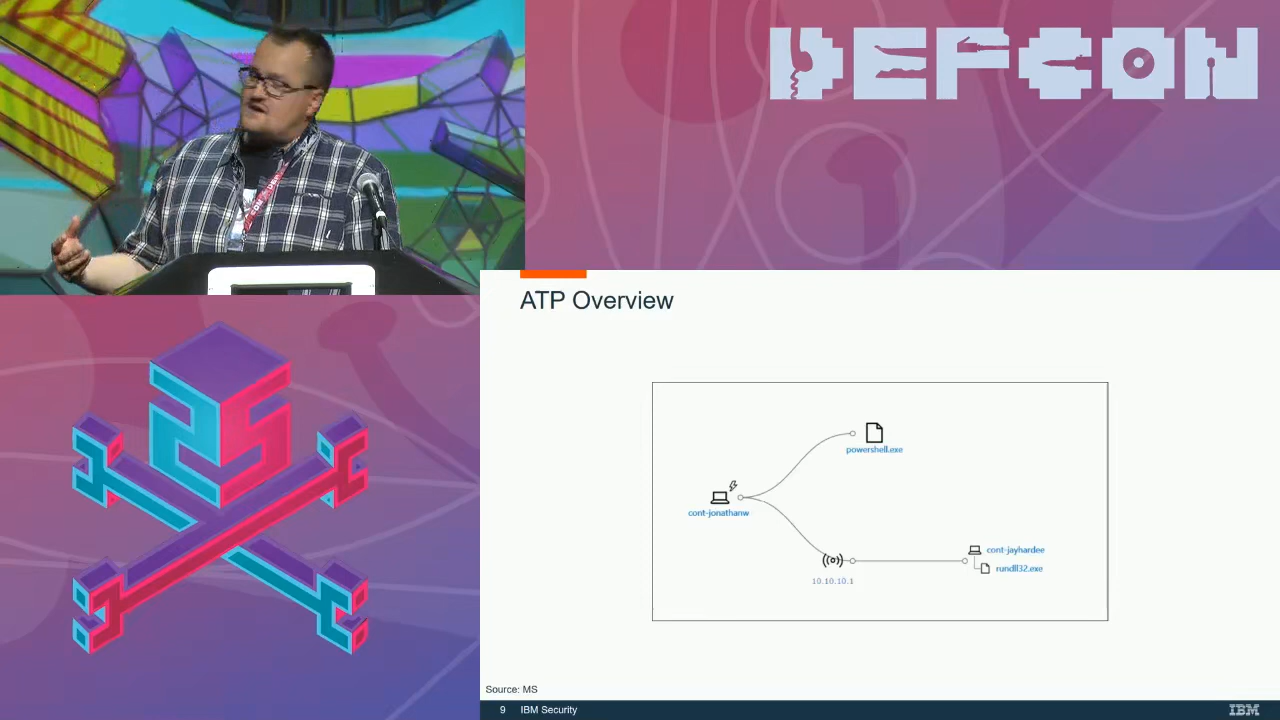 DEFCON
ATP Overview
powershell.exe
cont-jonathanw
cont-jayhardee
rundll32.exe
10.10.10.1
Source: MS
9 IBM Security
IBM